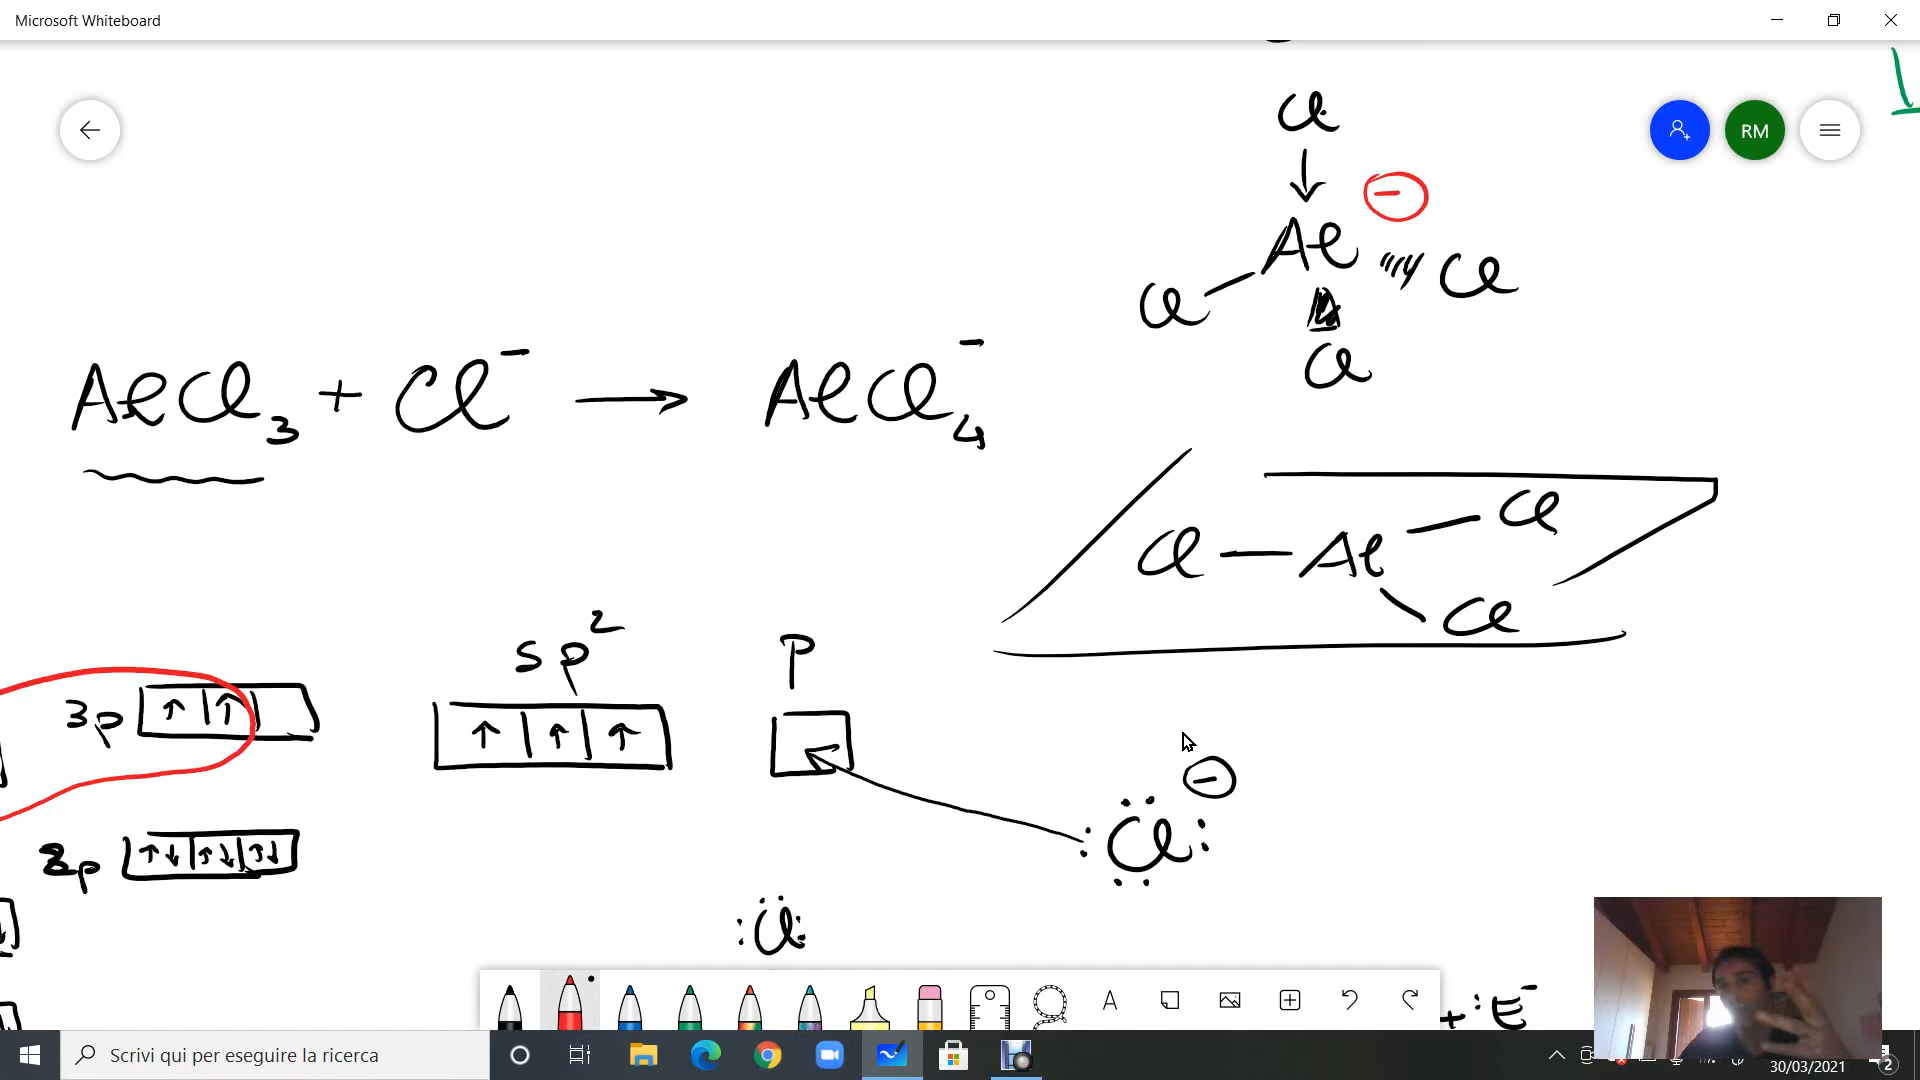 Microsoft Whiteboard
Cl
RM
Al −
Cl Cl
Cl
AlCl3 + Cl− → AlCl4−
Cl — Al — Cl
Cl
sp2 p
3p
2p
:Cl: −
:Cl:
A
+ :E−
Scrivi qui per eseguire la ricerca
30/03/2021
2